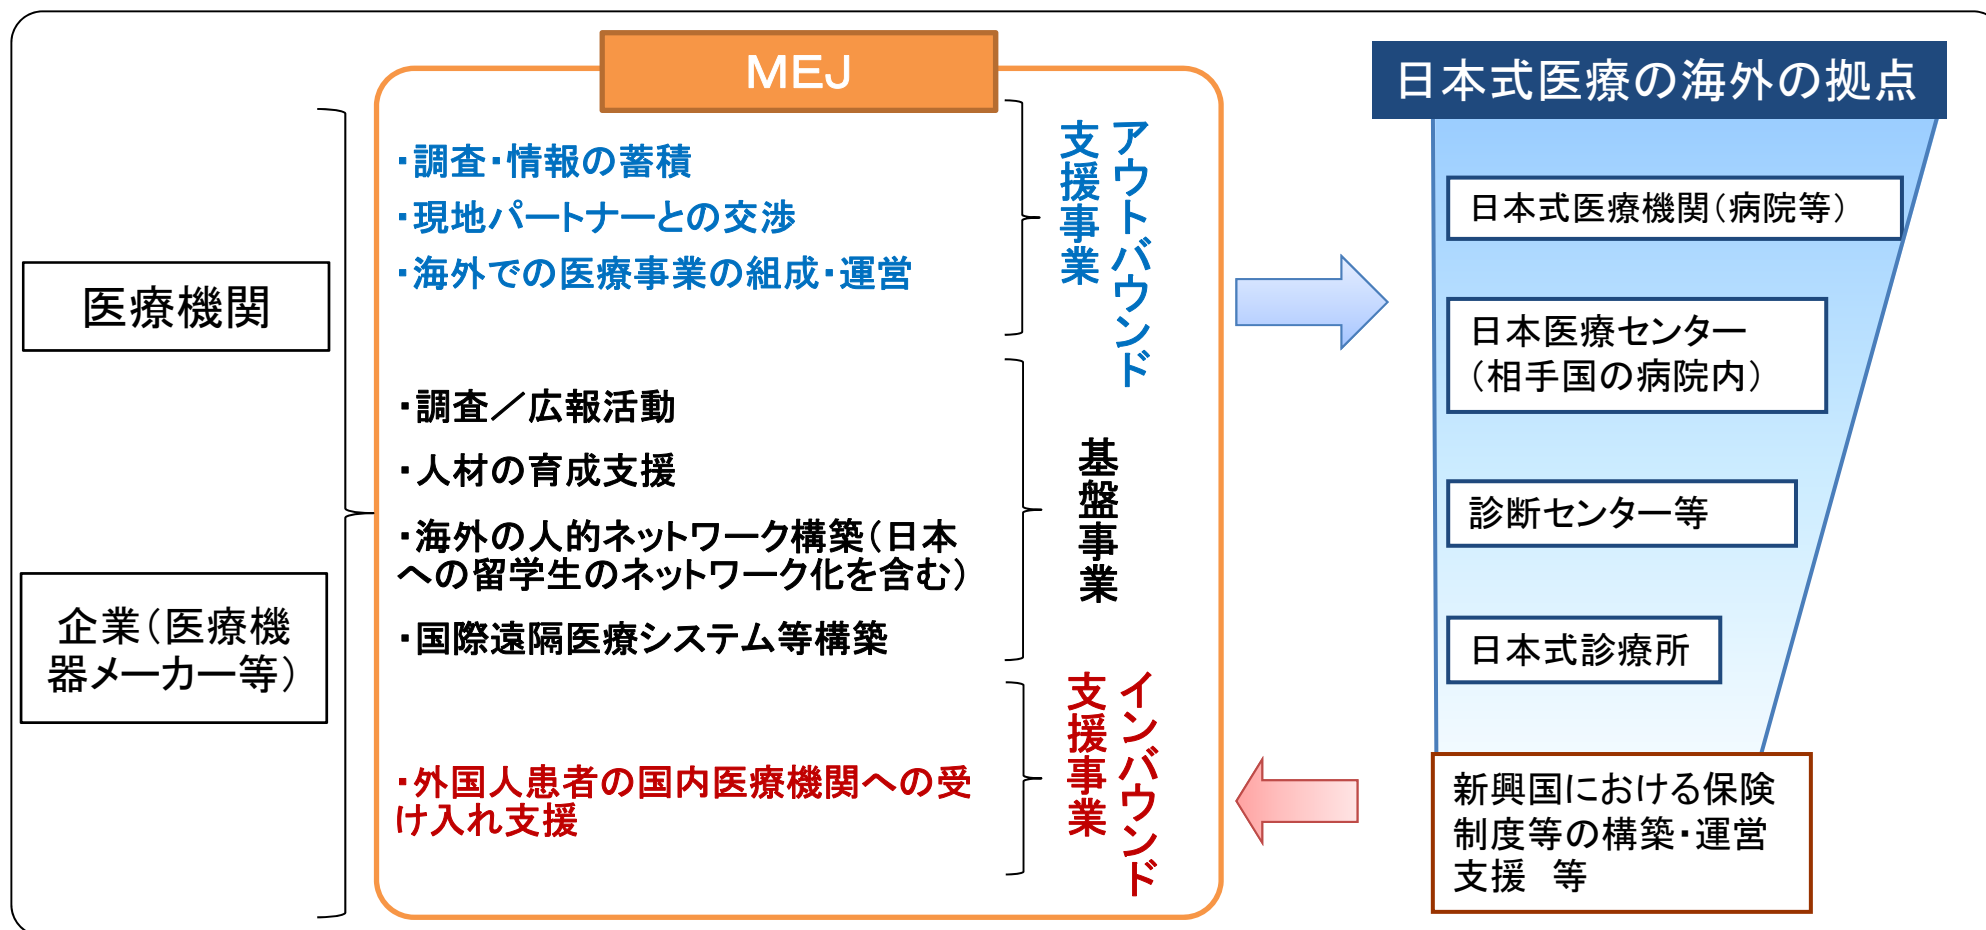 医療機関
企業（医療機
器メーカー等）
MEJ
・調査・情報の蓄積
・現地パートナーとの交渉
・海外での医療事業の組成・運営
アウトバウンド
支援事業
・調査／広報活動
・人材の育成支援
・海外の人的ネットワーク構築（日本
への留学生のネットワーク化を含む）
・国際遠隔医療システム等構築
基盤事業
・外国人患者の国内医療機関への受
け入れ支援
インバウンド
支援事業
日本式医療の海外の拠点
日本式医療機関（病院等）
日本医療センター
（相手国の病院内）
診断センター等
日本式診療所
新興国における保険
制度等の構築・運営
支援　等